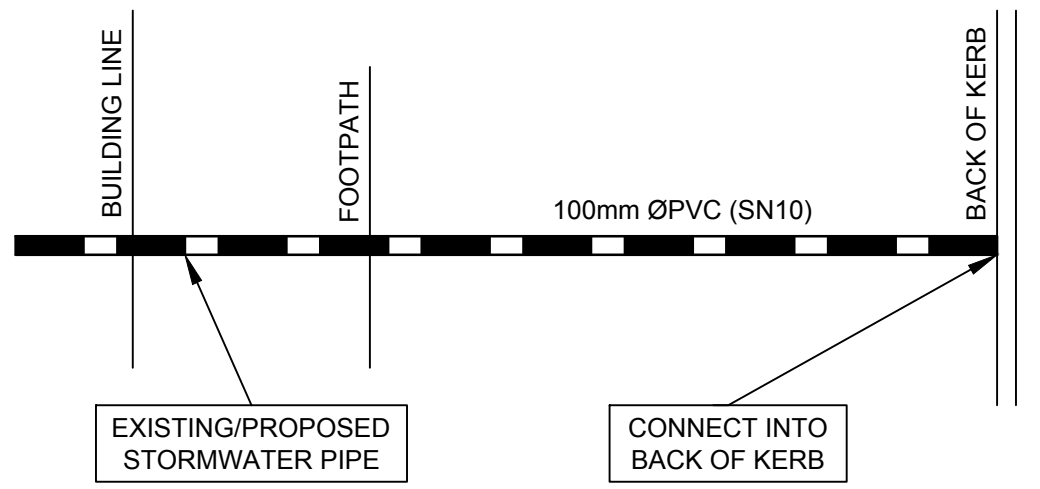 BUILDING LINE
FOOTPATH
100mm ØPVC (SN10)
BACK OF KERB
EXISTING/PROPOSED
STORMWATER PIPE
CONNECT INTO
BACK OF KERB